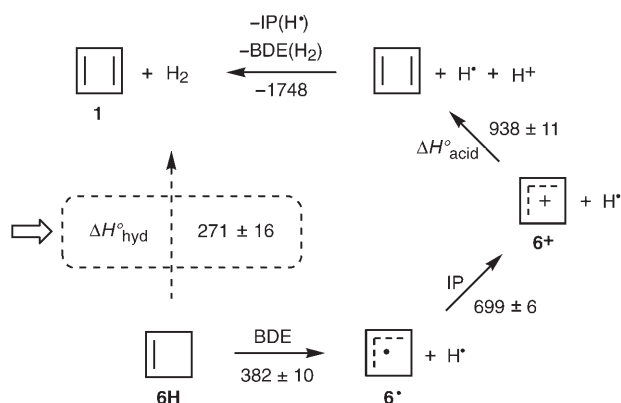 –IP(H•)
–BDE(H₂)
–1748
+ H₂
+ H• + H⁺
1
938 ± 11
ΔH°acid
+
+ H•
6+
ΔH°hyd
271 ± 16
IP
699 ± 6
BDE
382 ± 10
•
+ H•
6H
6•